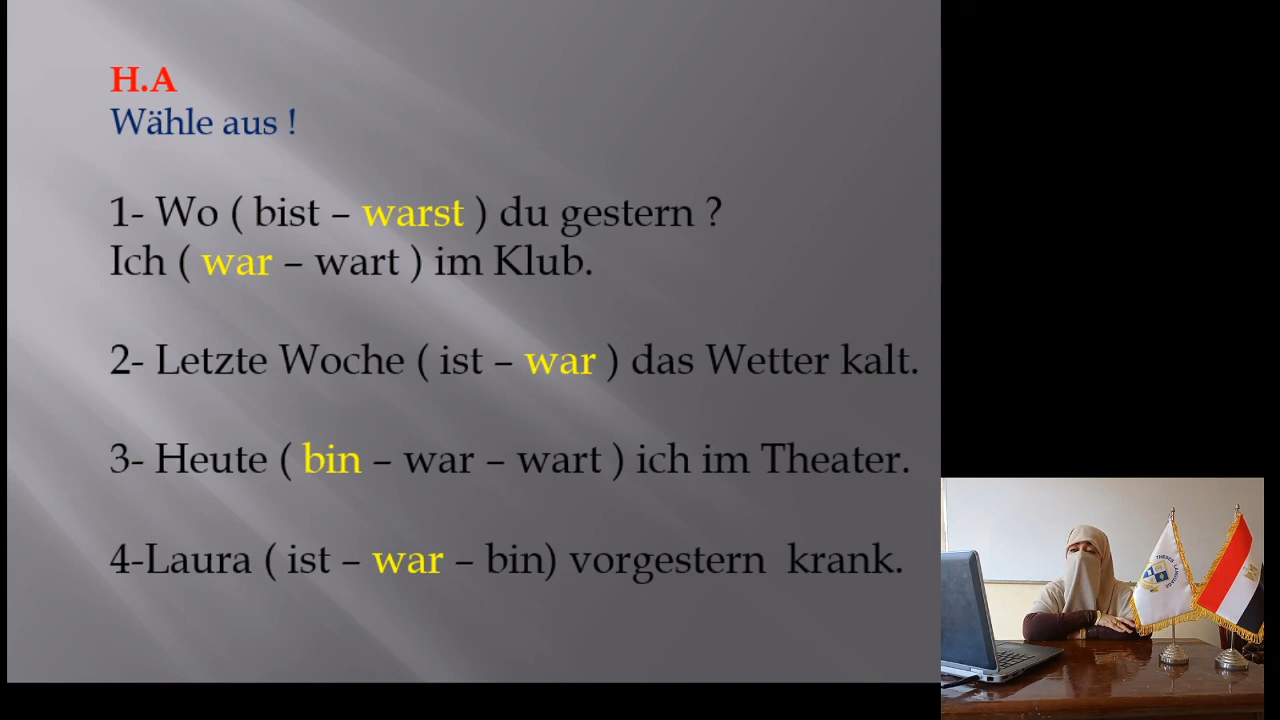 H.A
Wähle aus !
1- Wo ( bist – warst ) du gestern ?
Ich ( war – wart ) im Klub.
2- Letzte Woche ( ist – war ) das Wetter kalt.
3- Heute ( bin – war – wart ) ich im Theater.
4-Laura ( ist – war – bin) vorgestern krank.